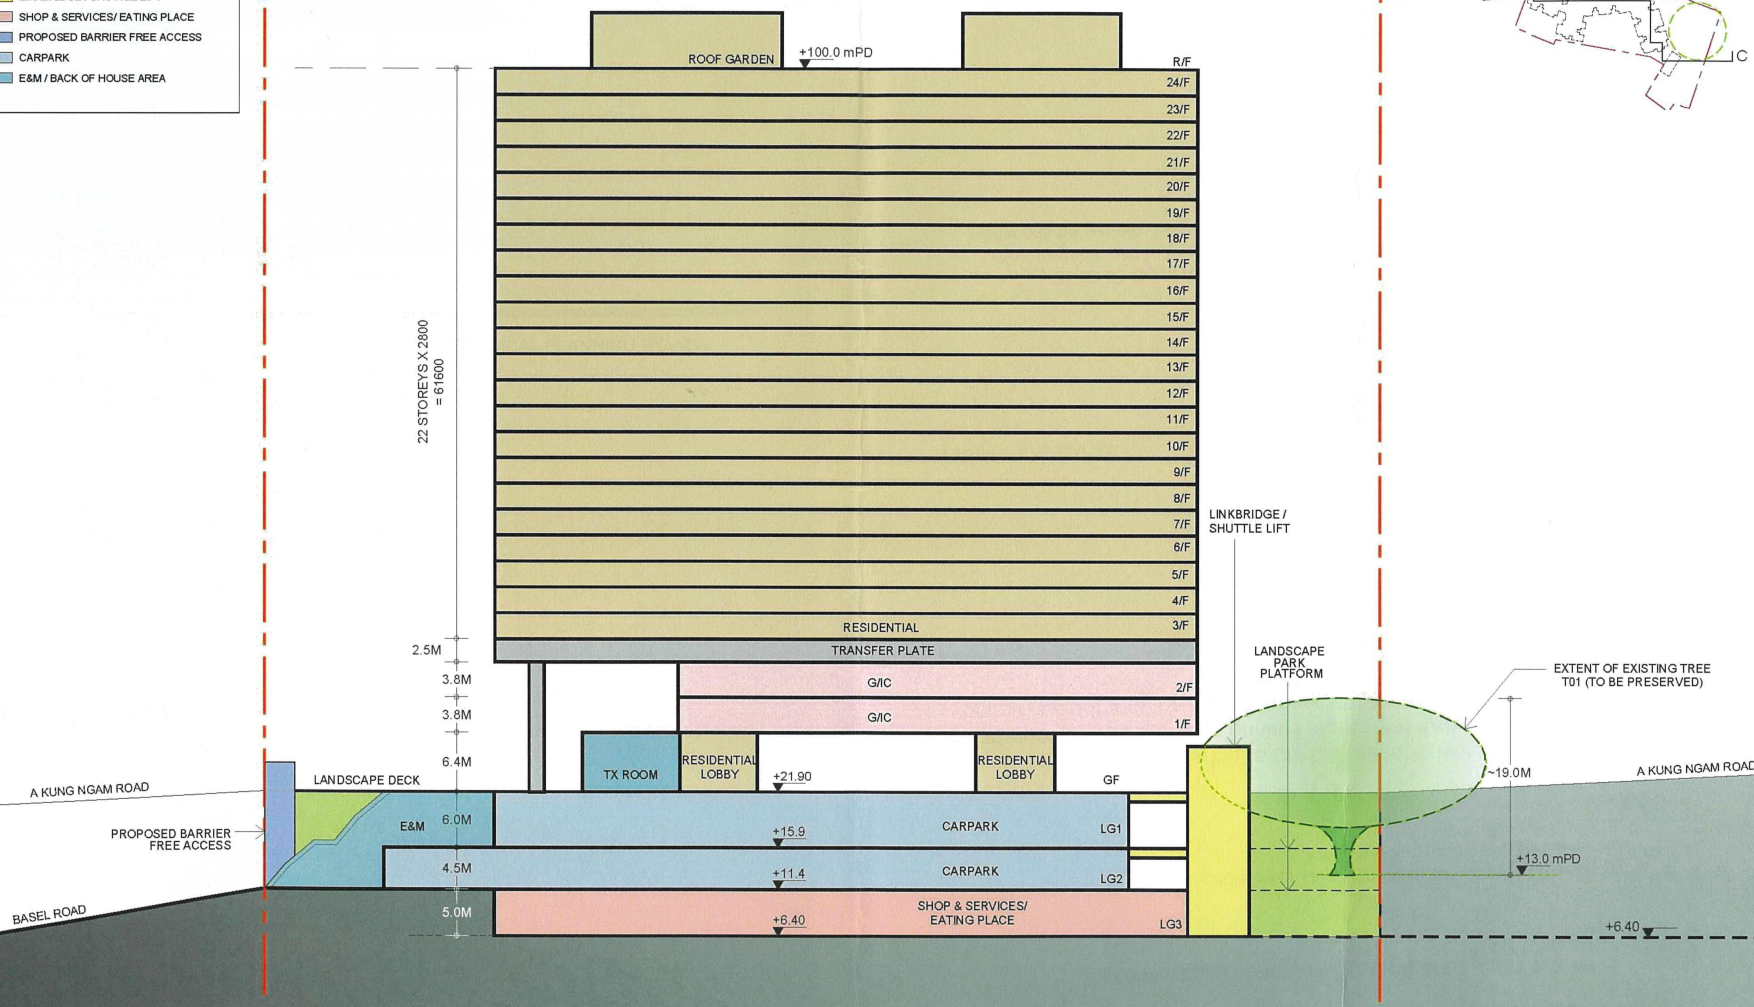 SHOP & SERVICES/ EATING PLACE
PROPOSED BARRIER FREE ACCESS
CARPARK
E&M / BACK OF HOUSE AREA
C
ROOF GARDEN
+100.0 mPD
R/F
24/F
23/F
22/F
21/F
20/F
19/F
18/F
17/F
16/F
15/F
14/F
13/F
12/F
11/F
10/F
9/F
8/F
7/F
6/F
5/F
4/F
RESIDENTIAL
3/F
22 STOREYS X 2800
= 61600
TRANSFER PLATE
2.5M
3.8M
G/IC
2/F
3.8M
G/IC
1/F
6.4M
TX ROOM
RESIDENTIAL
LOBBY
+21.90
RESIDENTIAL
LOBBY
GF
LINKBRIDGE /
SHUTTLE LIFT
LANDSCAPE
PARK
PLATFORM
EXTENT OF EXISTING TREE
T01 (TO BE PRESERVED)
~19.0M
A KUNG NGAM ROAD
+13.0 mPD
+6.40
A KUNG NGAM ROAD
LANDSCAPE DECK
PROPOSED BARRIER
FREE ACCESS
BASEL ROAD
E&M
6.0M
+15.9
CARPARK
LG1
4.5M
+11.4
CARPARK
LG2
5.0M
+6.40
SHOP & SERVICES/
EATING PLACE
LG3